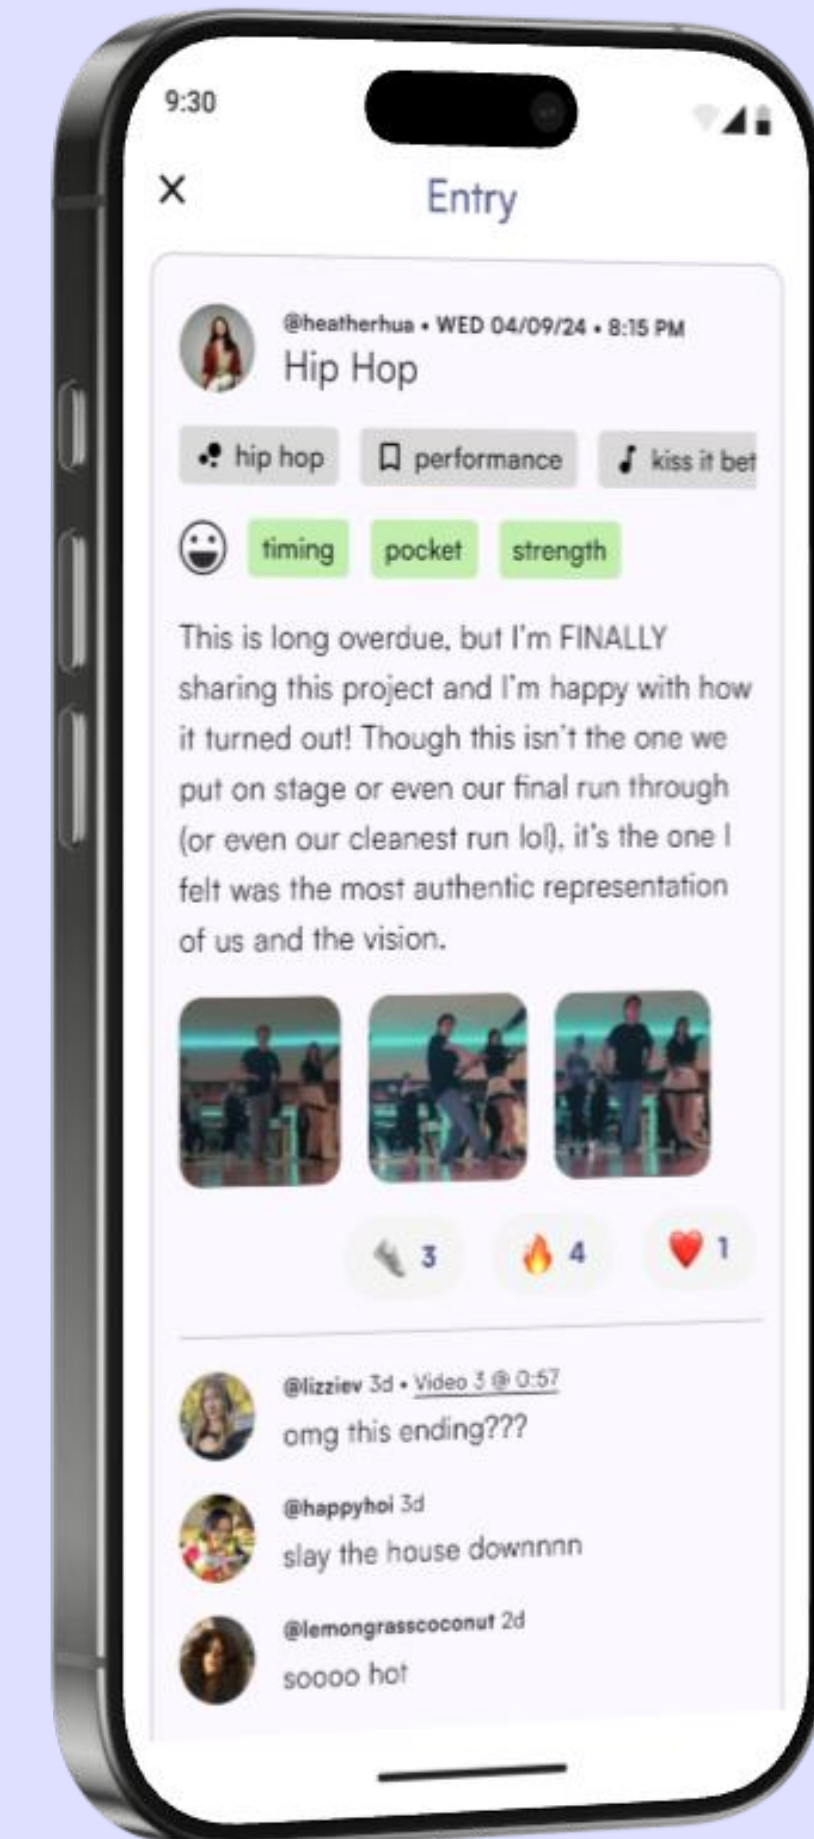 9:30
Entry
@heatherhua • WED 04/09/24 • 8:15 PM
Hip Hop
hip hop performance kiss it bet
timing pocket strength
This is long overdue, but I'm FINALLY
sharing this project and I'm happy with how
it turned out! Though this isn't the one we
put on stage or even our final run through
(or even our cleanest run lol), it's the one I
felt was the most authentic representation
of us and the vision.
3 4 1
@lizziev 3d • Video 3 @ 0:57
omg this ending???
@happyhoi 3d
slay the house downnnn
@lemongrasscoconut 2d
soooo hot